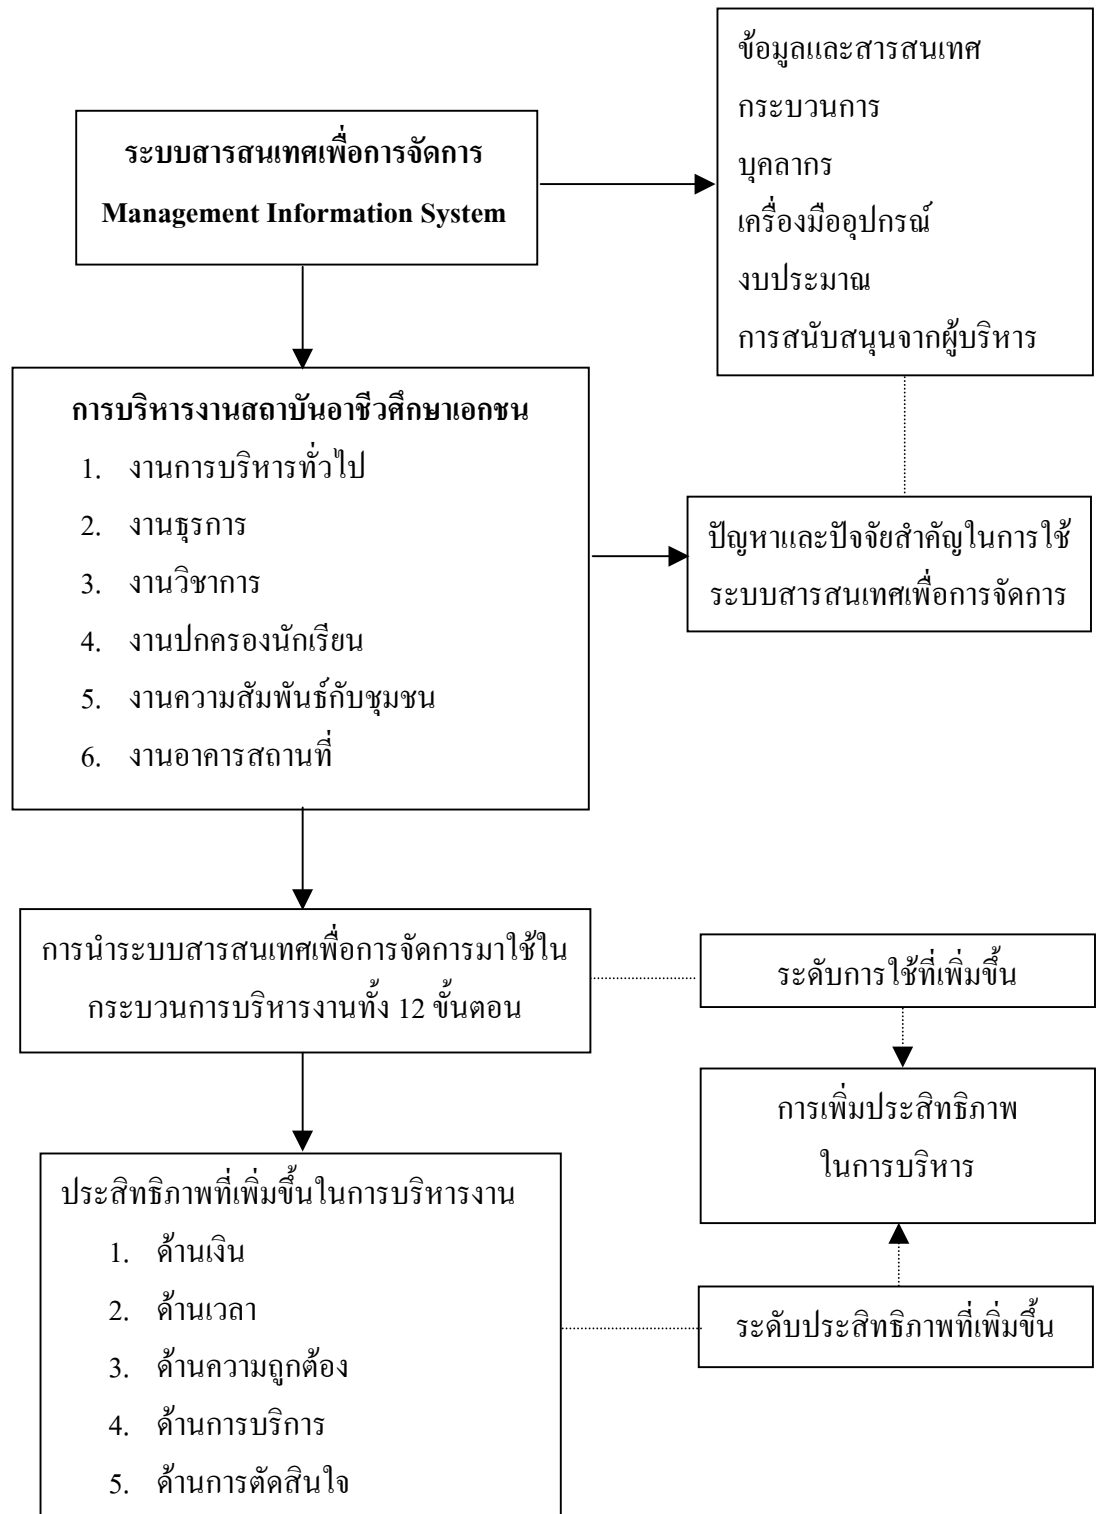 ระบบสารสนเทศเพื่อการจัดการ
Management Information System
ข้อมูลและสารสนเทศ
กระบวนการ
บุคลากร
เครื่องมืออุปกรณ์
งบประมาณ
การสนับสนุนจากผู้บริหาร
การบริหารงานสถาบันอาชีวศึกษาเอกชน
1. งานการบริหารทั่วไป
2. งานธุรการ
3. งานวิชาการ
4. งานปกครองนักเรียน
5. งานความสัมพันธ์กับชุมชน
6. งานอาคารสถานที่
ปัญหาและปัจจัยสำคัญในการใช้
ระบบสารสนเทศเพื่อการจัดการ
การนำระบบสารสนเทศเพื่อการจัดการมาใช้ใน
กระบวนการบริหารงานทั้ง 12 ขั้นตอน
ระดับการใช้ที่เพิ่มขึ้น
การเพิ่มประสิทธิภาพ
ในการบริหาร
ประสิทธิภาพที่เพิ่มขึ้นในการบริหารงาน
1. ด้านเงิน
2. ด้านเวลา
3. ด้านความถูกต้อง
4. ด้านการบริการ
5. ด้านการตัดสินใจ
ระดับประสิทธิภาพที่เพิ่มขึ้น